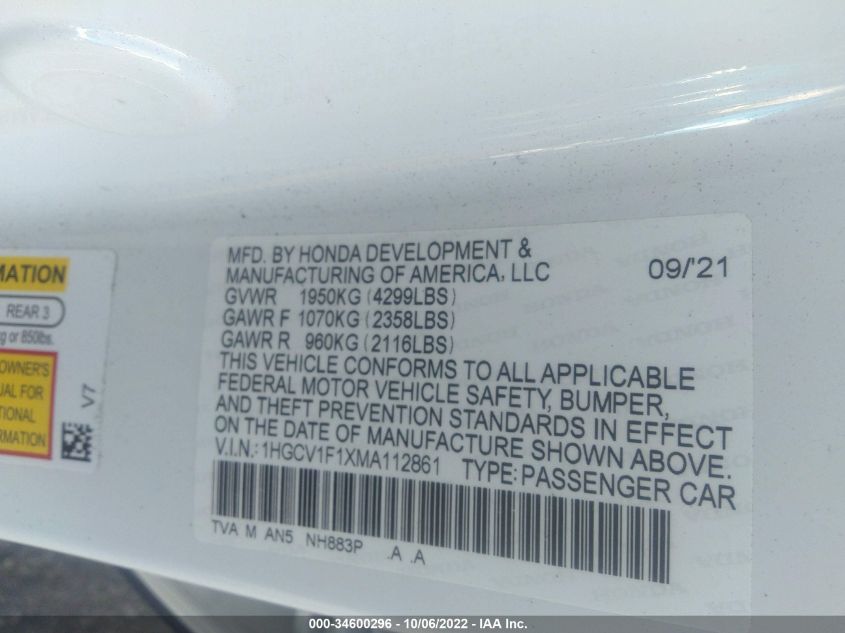 MATION
REAR 3
g or 850lbs.
OWNER'S
UAL FOR
TIONAL
RMATION
V7
MFD. BY HONDA DEVELOPMENT &
MANUFACTURING OF AMERICA, LLC 09/'21
GVWR 1950KG (4299LBS)
GAWR F 1070KG (2358LBS)
GAWR R 960KG (2116LBS)
THIS VEHICLE CONFORMS TO ALL APPLICABLE
FEDERAL MOTOR VEHICLE SAFETY, BUMPER,
AND THEFT PREVENTION STANDARDS IN EFFECT
ON THE DATE OF MANUFACTURE SHOWN ABOVE.
V.I.N.: 1HGCV1F1XMA112861 TYPE: PASSENGER CAR
TVA M AN5 NH883P .A .A
000-34600296 - 10/06/2022 - IAA Inc.